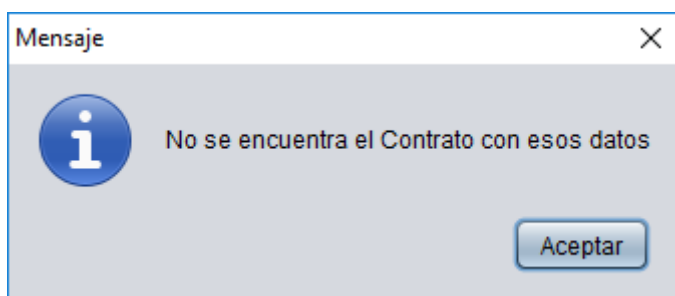 Mensaje
No se encuentra el Contrato con esos datos
Aceptar